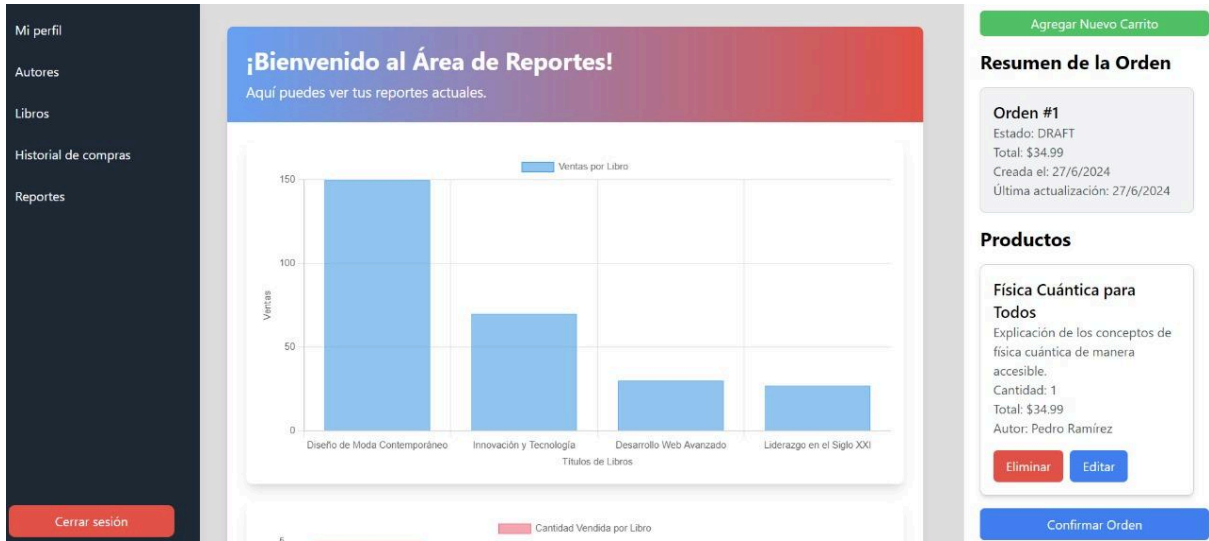 Mi perfil
Autores
Libros
Historial de compras
Reportes
Cerrar sesión
¡Bienvenido al Área de Reportes!
Aquí puedes ver tus reportes actuales.
Ventas por Libro
150
100
50
0
Ventas
Diseño de Moda Contemporáneo
Innovación y Tecnología
Desarrollo Web Avanzado
Liderazgo en el Siglo XXI
Títulos de Libros
Cantidad Vendida por Libro
5
Agregar Nuevo Carrito
Resumen de la Orden
Orden #1
Estado: DRAFT
Total: $34.99
Creada el: 27/6/2024
Última actualización: 27/6/2024
Productos
Física Cuántica para
Todos
Explicación de los conceptos de
física cuántica de manera
accesible.
Cantidad: 1
Total: $34.99
Autor: Pedro Ramírez
Eliminar
Editar
Confirmar Orden